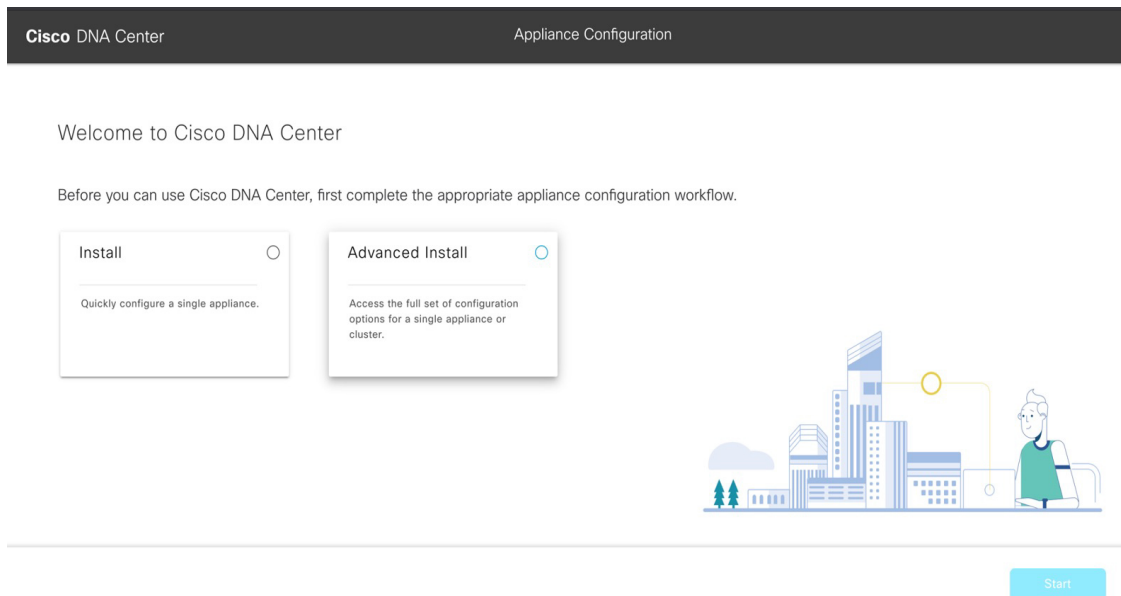 Cisco DNA Center
Appliance Configuration
Welcome to Cisco DNA Center
Before you can use Cisco DNA Center, first complete the appropriate appliance configuration workflow.
Install
Quickly configure a single appliance.
Advanced Install
Access the full set of configuration
options for a single appliance or
cluster.
Start